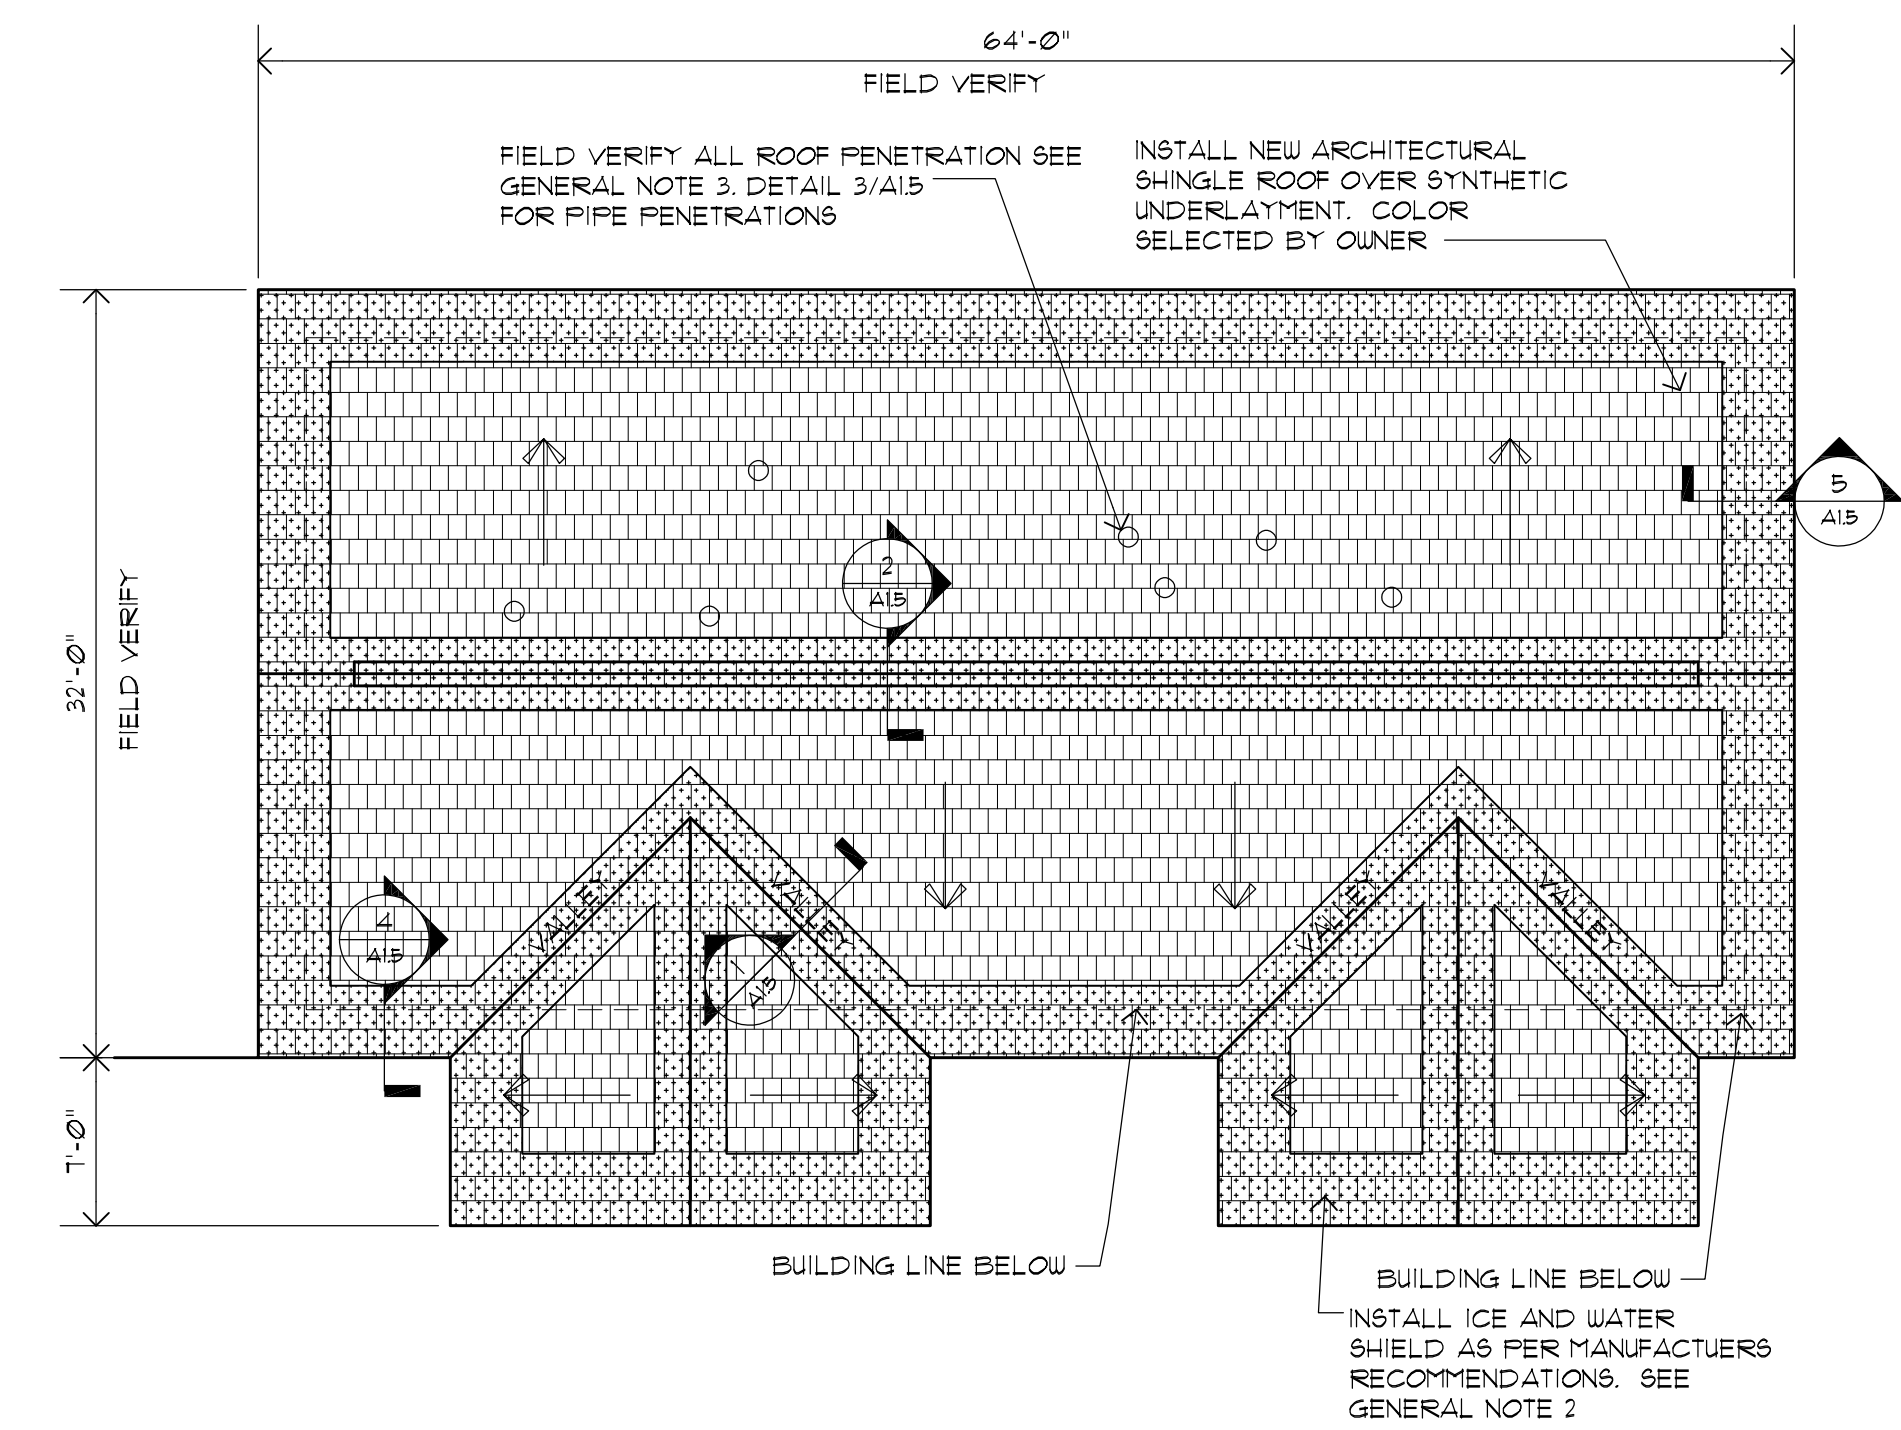 64'-0"
FIELD VERIFY
FIELD VERIFY ALL ROOF PENETRATION SEE
GENERAL NOTE 3. DETAIL 3/A1.5
FOR PIPE PENETRATIONS
INSTALL NEW ARCHITECTURAL
SHINGLE ROOF OVER SYNTHETIC
UNDERLAYMENT. COLOR
SELECTED BY OWNER
32'-0"
FIELD VERIFY
5
A1.5
2
A1.5
4
A1.5
VALLEY
VALLEY
1
A1.5
VALLEY
VALLEY
7'-0"
BUILDING LINE BELOW
BUILDING LINE BELOW
INSTALL ICE AND WATER
SHIELD AS PER MANUFACTUERS
RECOMMENDATIONS. SEE
GENERAL NOTE 2